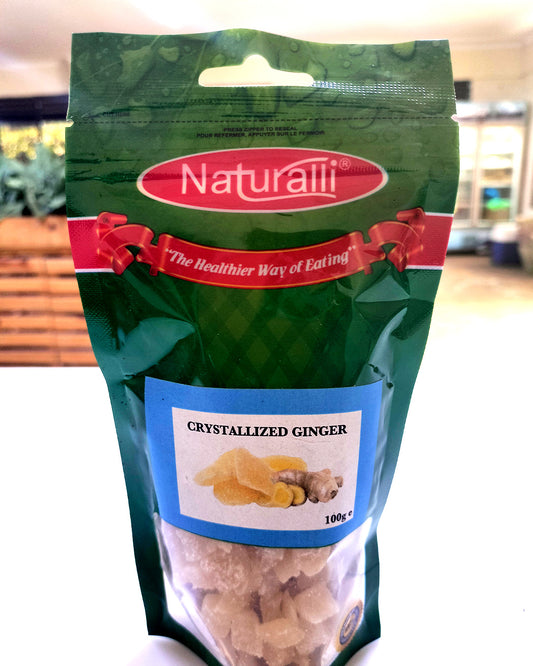 PRESS ZIPPER TO RESEAL
POUR REFERMER, APPUYER SUR LE FERMOIR
Naturalli®
"The Healthier Way of Eating"
CRYSTALLIZED GINGER
100g e